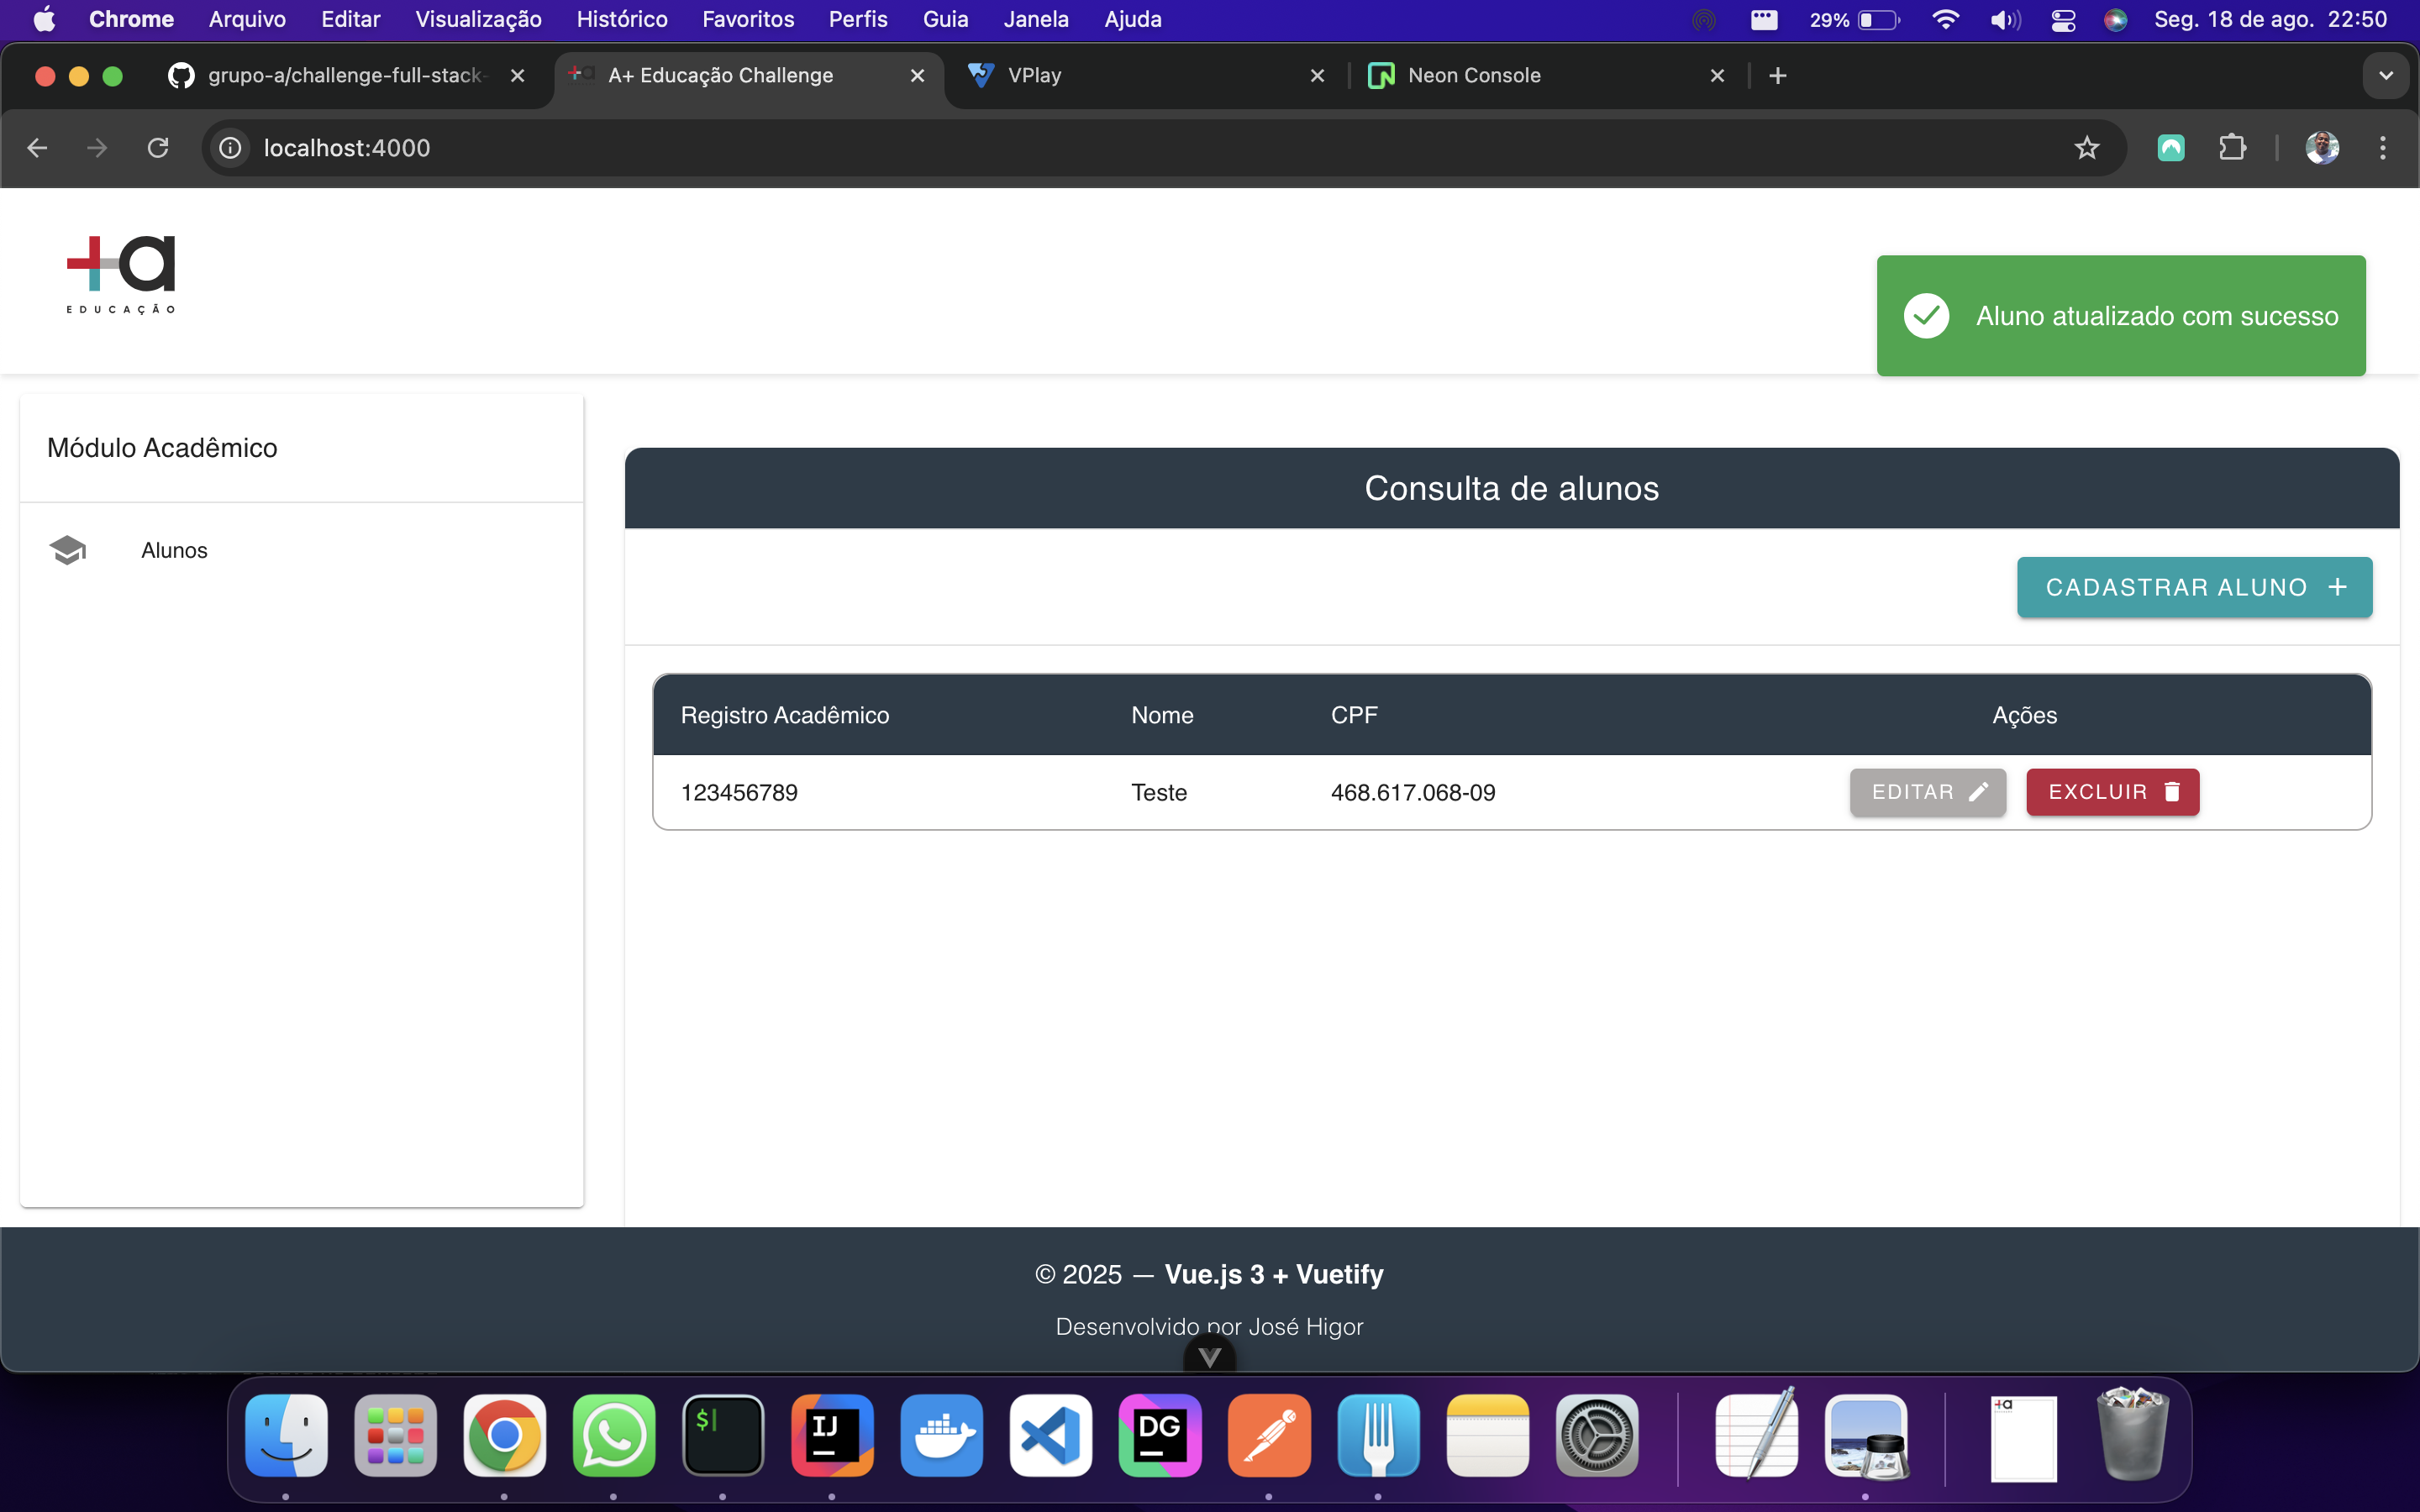 Chrome Arquivo Editar Visualização Histórico Favoritos Perfis Guia Janela Ajuda 29% Seg. 18 de ago. 22:50
grupo-a/challenge-full-stack- A+ Educação Challenge VPlay Neon Console
localhost:4000
+a
EDUCAÇÃO
Aluno atualizado com sucesso
Módulo Acadêmico
Alunos
Consulta de alunos
CADASTRAR ALUNO +
Registro Acadêmico Nome CPF Ações
123456789 Teste 468.617.068-09 EDITAR EXCLUIR
© 2025 — Vue.js 3 + Vuetify
Desenvolvido por José Higor
$ IJ DG +a